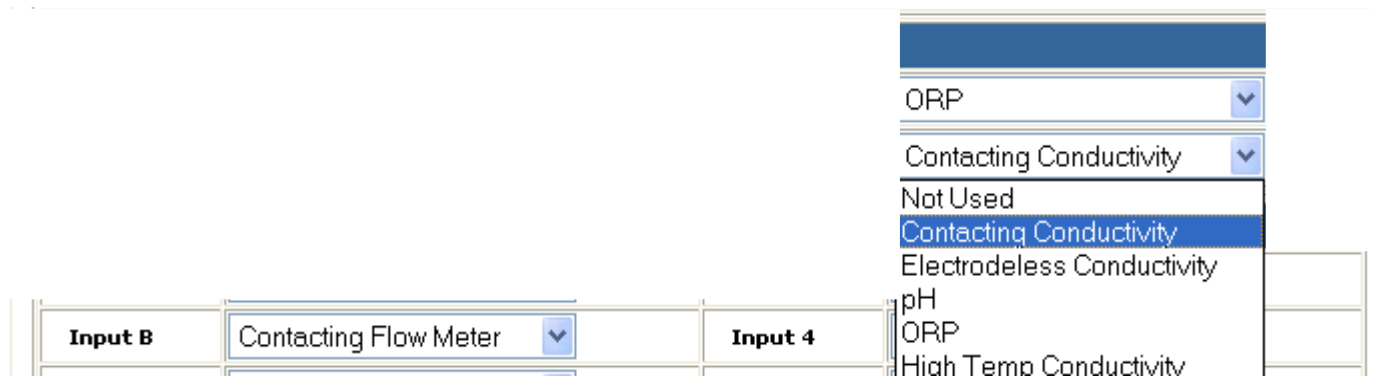 ORP
Contacting Conductivity
Not Used
Contacting Conductivity
Electrodeless Conductivity
pH
Input B Contacting Flow Meter Input 4 ORP
High Temp Conductivity